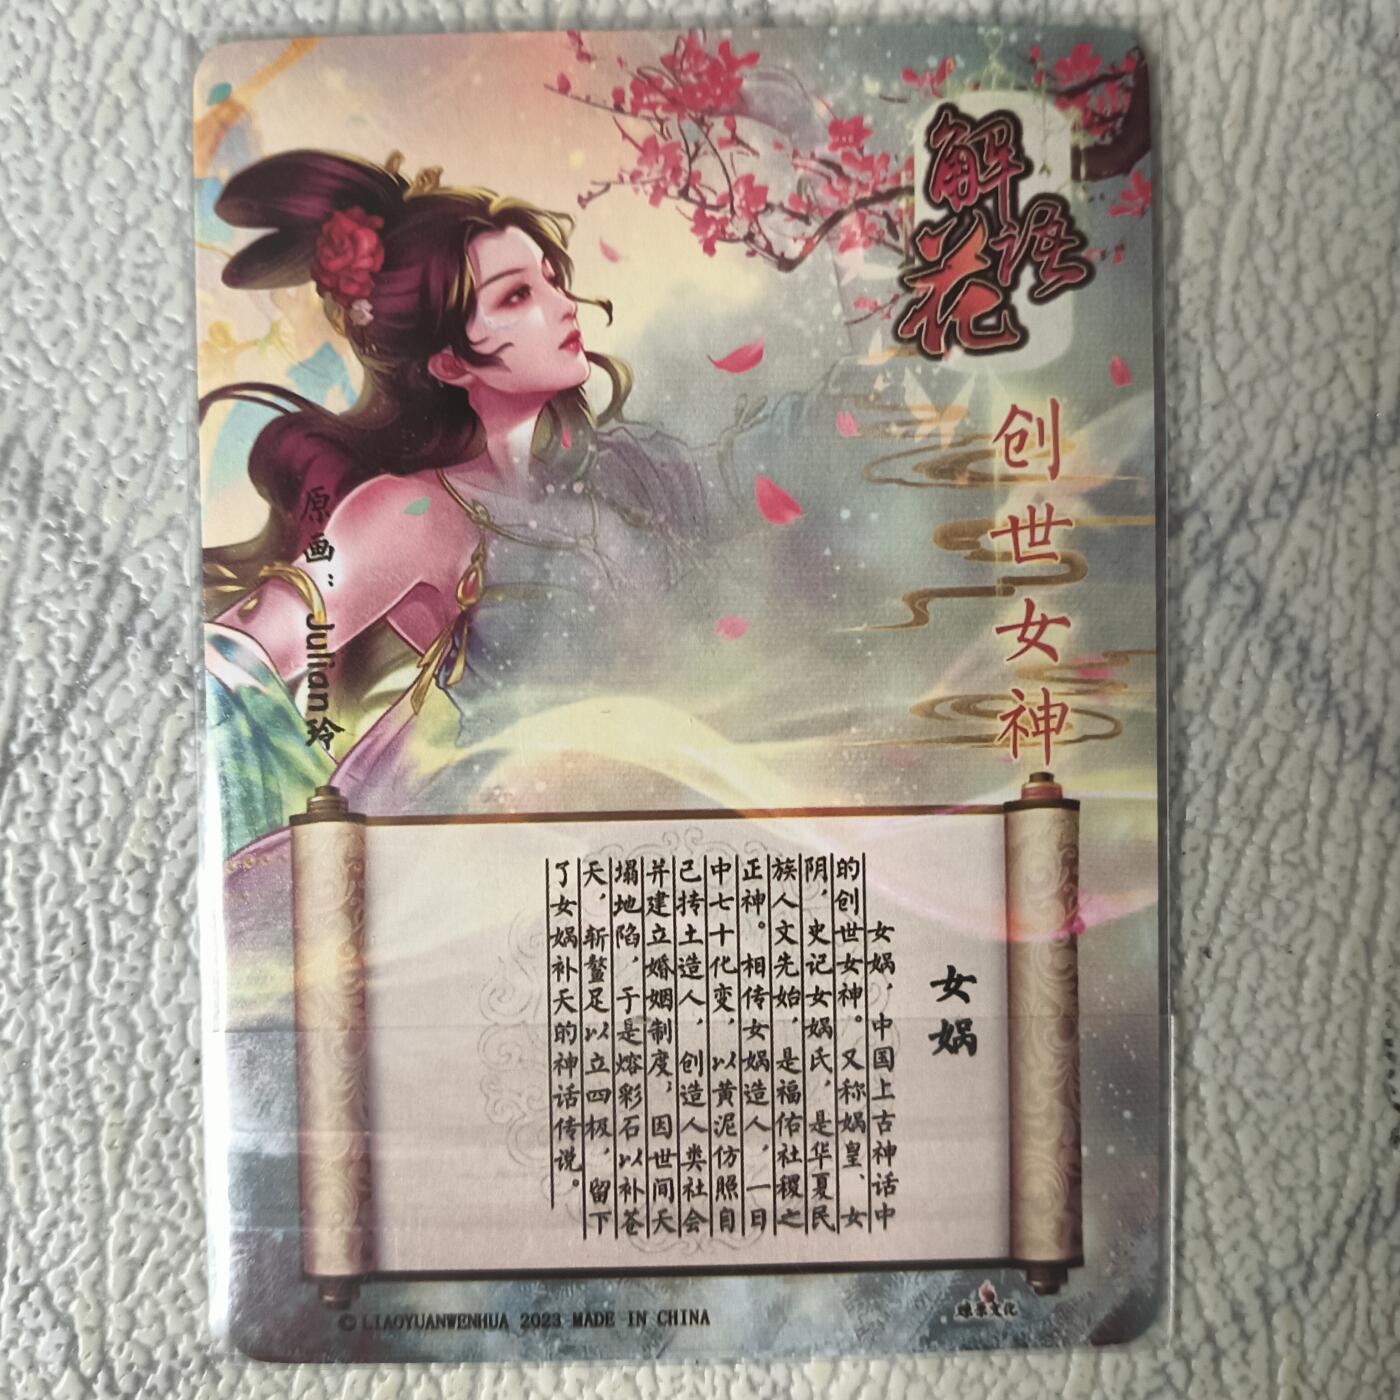 解语花
创世女神
原画：Julian玲
女娲
女娲，中国上古神话中
的创世女神。又称娲皇、女
阴，史记女娲氏，是华夏民
族人文先始，是福佑社稷之
正神。相传女娲造人，一日
中七十化变，以黄泥仿照自
己抟土造人，创造人类社会
并建立婚姻制度；因世间天
塌地陷，于是熔彩石以补苍
天，斩鳌足以立四极，留下
了女娲补天的神话传说。
©LIAOYUANWENHUA 2023 MADE IN CHINA
燎原文化